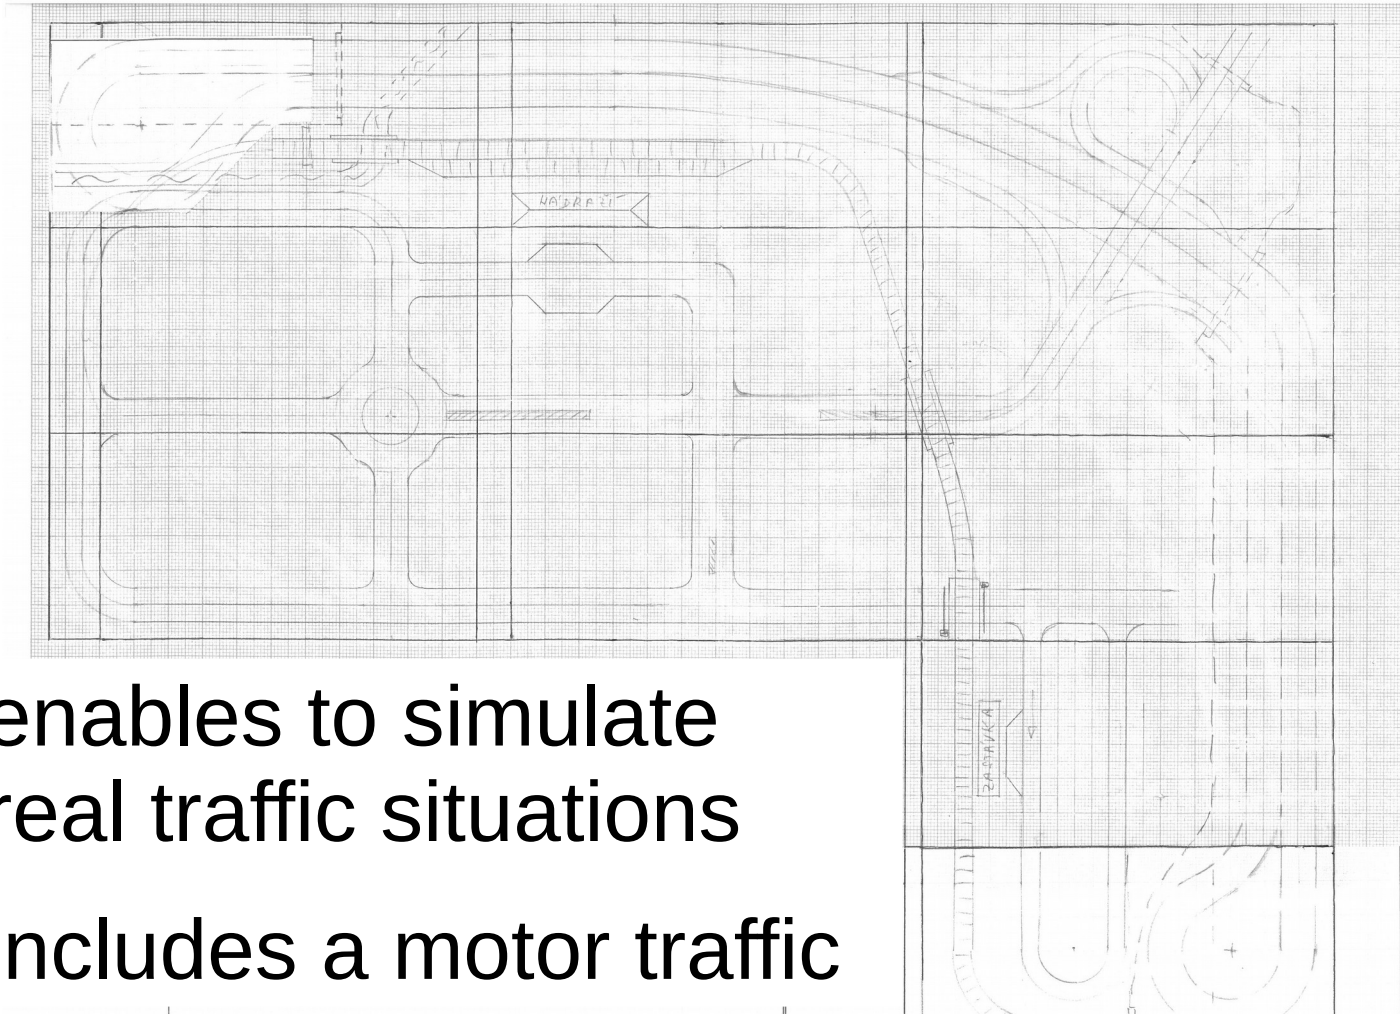 NÁDRAŽÍ
enables to simulate
real traffic situations
ZASTÁVKA
ncludes a motor traffic